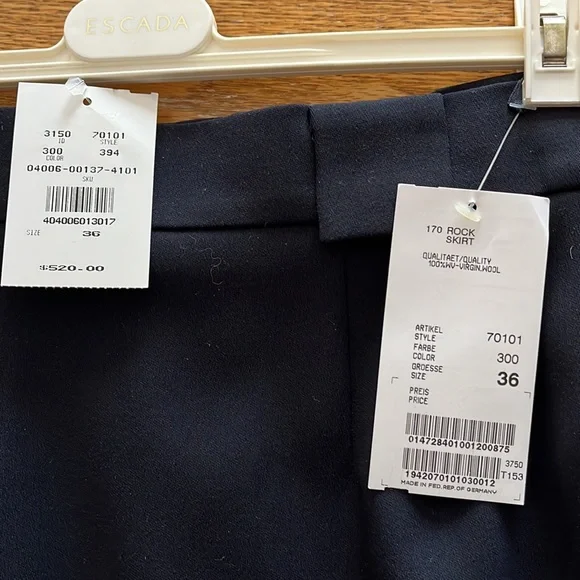 ESCADA
3150 70101
ID STYLE
300 394
COLOR
04006-00137-4101
SKU
404006013017
SIZE 36
$520.00
170 ROCK
SKIRT
QUALITAET/QUALITY
100%WV-VIRGIN.WOOL
ARTIKEL
STYLE 70101
FARBE
COLOR 300
GROESSE
SIZE 36
PREIS
PRICE
014728401001200875
3750
1942070101030012 T153
MADE IN FED.REP.OF GERMANY